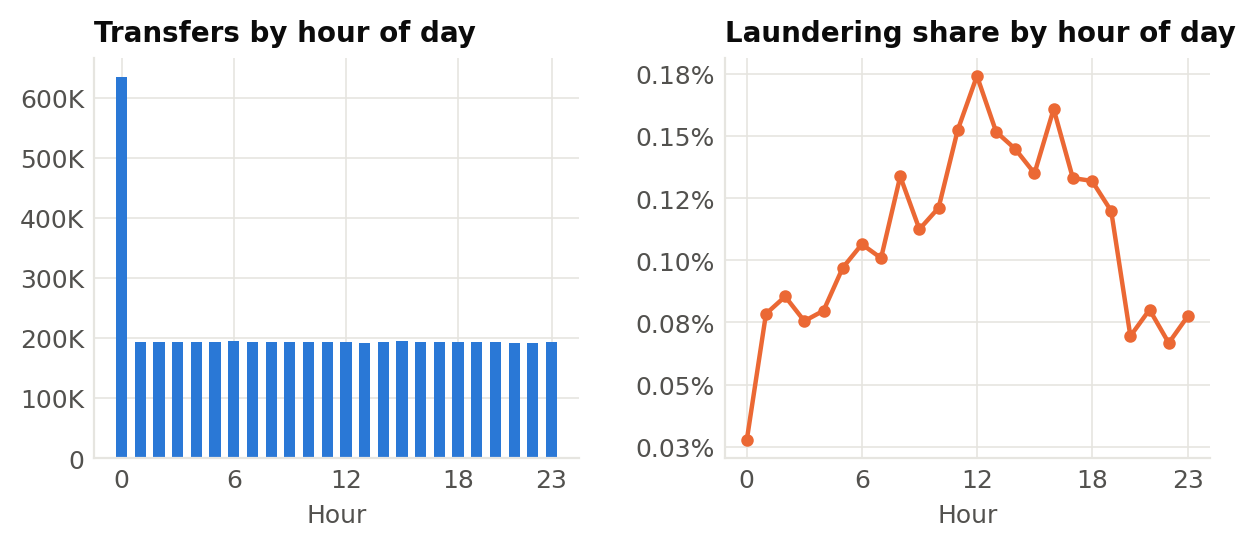 Transfers by hour of day
600K
500K
400K
300K
200K
100K
0
0 6 12 18 23
Hour
Laundering share by hour of day
0.18%
0.15%
0.12%
0.10%
0.08%
0.05%
0.03%
0 6 12 18 23
Hour